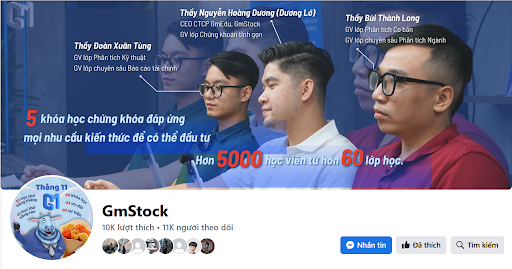 GM
Thầy Nguyễn Hoàng Dương (Dương Lớ)
CEO CTCP GmEdu, GmStock
GV lớp Chứng khoán tinh gọn
Thầy Bùi Thành Long
GV lớp Phân tích Cơ bản
GV lớp chuyên sâu Phân tích Ngành
Thầy Đoàn Xuân Tùng
GV lớp Phân tích Kỹ thuật
GV lớp chuyên sâu Báo cáo tài chính
5 khóa học chứng khóa đáp ứng
mọi nhu cầu kiến thức để có thể đầu tư
Hơn 5000 học viên từ hơn 60 lớp học.
Tháng 11
GM
GmStock
10K lượt thích • 11K người theo dõi
Nhắn tin
Đã thích
Tìm kiếm